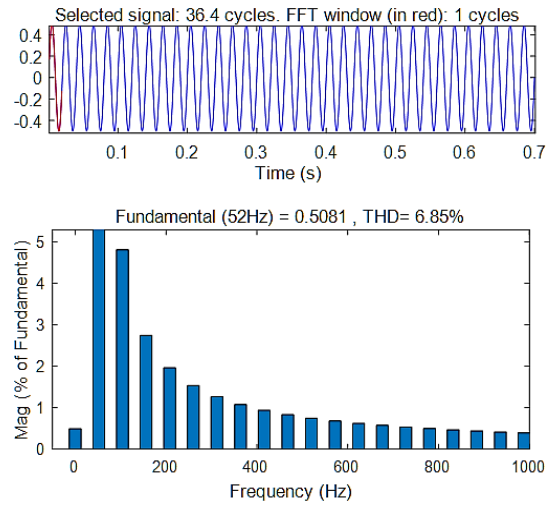 Selected signal: 36.4 cycles. FFT window (in red): 1 cycles
0.4
0.2
0
-0.2
-0.4
0.1 0.2 0.3 0.4 0.5 0.6 0.7
Time (s)
Fundamental (52Hz) = 0.5081 , THD= 6.85%
Mag (% of Fundamental)
5
4
3
2
1
0
0 200 400 600 800 1000
Frequency (Hz)